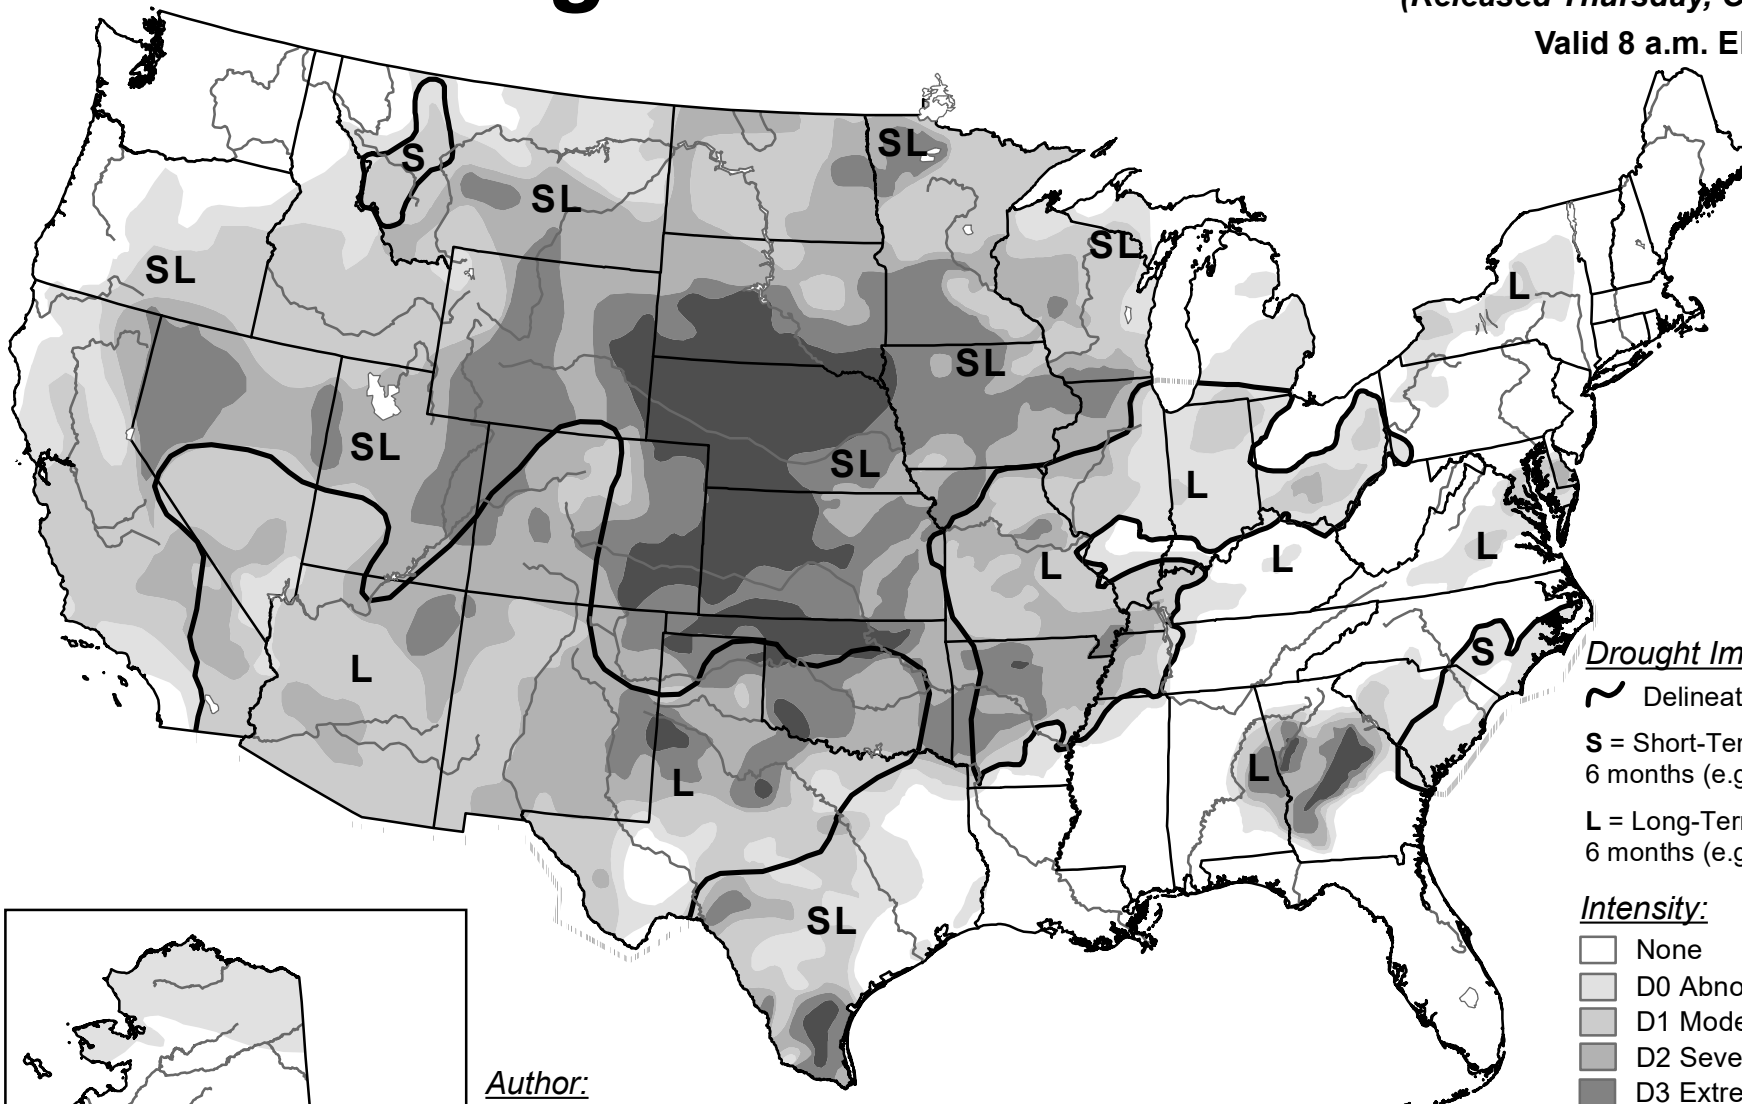 (Released Thursday,
Valid 8 a.m.
S
SL
SL
SL
SL
SL
L
SL
SL
SL
L
L
L
L
S
L
L
L
SL
Drought Im
Delineat
S = Short-Ter
6 months (e.g
L = Long-Ter
6 months (e.g
Intensity:
None
D0 Abno
D1 Mode
D2 Seve
D3 Extre
Author: